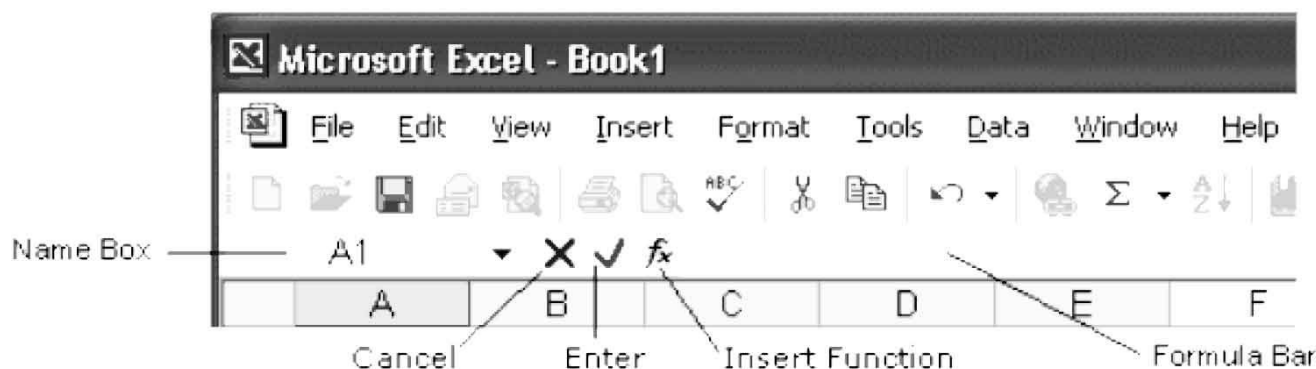 Microsoft Excel - Book1
File Edit View Insert Format Tools Data Window Help
ABC Σ A Z
Name Box A1 fx
A B C D E F
Cancel Enter Insert Function Formula Bar